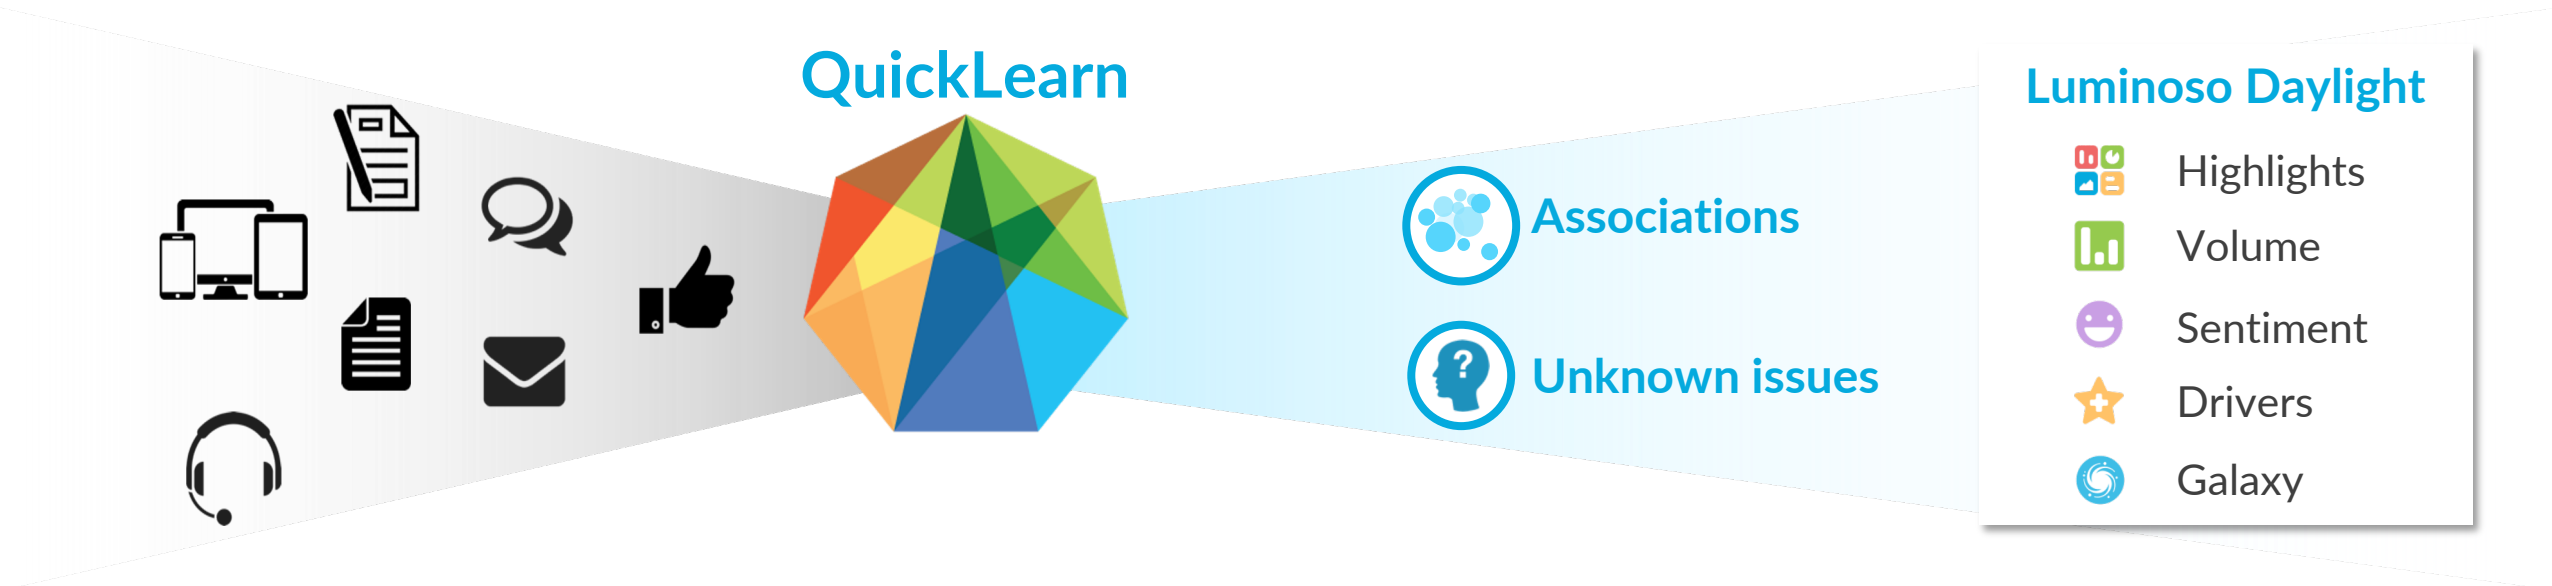 QuickLearn
Associations
Unknown issues
Luminoso Daylight
Highlights
Volume
Sentiment
Drivers
Galaxy